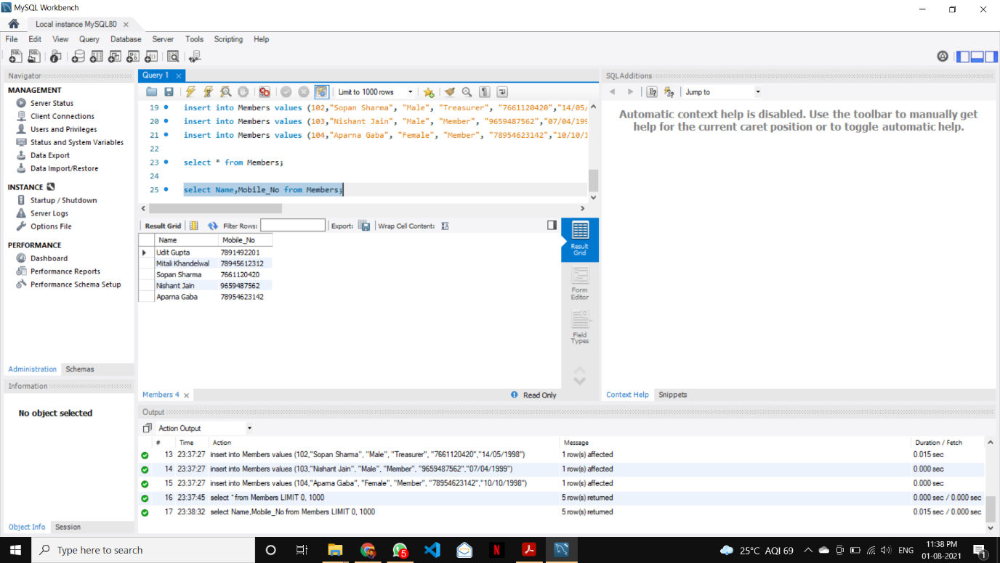 MySQL Workbench
Local instance MySQL80
File Edit View Query Database Server Tools Scripting Help
Navigator
MANAGEMENT
Server Status
Client Connections
Users and Privileges
Status and System Variables
Data Export
Data Import/Restore
INSTANCE
Startup / Shutdown
Server Logs
Options File
PERFORMANCE
Dashboard
Performance Reports
Performance Schema Setup
Administration Schemas
Information
No object selected
Object Info Session
Query 1
Limit to 1000 rows
19 insert into Members values (102,"Sopan Sharma", "Male", "Treasurer", "7661120420","14/05/
20 insert into Members values (103,"Nishant Jain", "Male", "Member", "9659487562","07/04/199
21 insert into Members values (104,"Aparna Gaba", "Female", "Member", "78954623142","10/10/1
22
23 select * from Members;
24
25 select Name,Mobile_No from Members;
Result Grid Filter Rows: Export: Wrap Cell Content:
Name Mobile_No
Udit Gupta 7891492201
Mitali Khandelwal 78945612312
Sopan Sharma 7661120420
Nishant Jain 9659487562
Aparna Gaba 78954623142
Result Grid
Form Editor
Field Types
Members 4 Read Only
SQLAdditions
Jump to
Automatic context help is disabled. Use the toolbar to manually get
help for the current caret position or to toggle automatic help.
Context Help Snippets
Output
Action Output
# Time Action Message Duration / Fetch
13 23:37:27 insert into Members values (102,"Sopan Sharma", "Male", "Treasurer", "7661120420","14/05/1998") 1 row(s) affected 0.015 sec
14 23:37:27 insert into Members values (103,"Nishant Jain", "Male", "Member", "9659487562","07/04/1999") 1 row(s) affected 0.000 sec
15 23:37:27 insert into Members values (104,"Aparna Gaba", "Female", "Member", "78954623142","10/10/1998") 1 row(s) affected 0.000 sec
16 23:37:45 select * from Members LIMIT 0, 1000 5 row(s) returned 0.000 sec / 0.000 sec
17 23:38:32 select Name,Mobile_No from Members LIMIT 0, 1000 5 row(s) returned 0.015 sec / 0.000 sec
Type here to search
5
N
25°C AQI 69
ENG
11:38 PM
01-08-2021
1